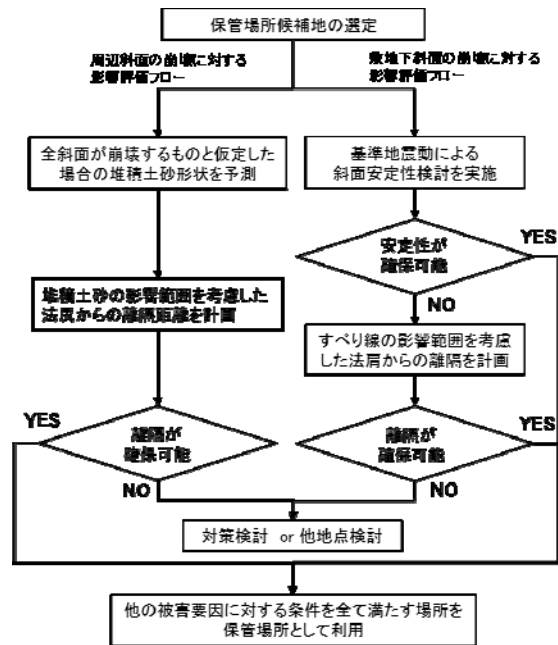 保管場所候補地の選定
周辺斜面の崩壊に対する
影響評価フロー
敷地下斜面の崩壊に対する
影響評価フロー
全斜面が崩壊するものと仮定した
場合の堆積土砂形状を予測
基準地震動による
斜面安定性検討を実施
安定性が
確保可能
YES
NO
堆積土砂の影響範囲を考慮した
法尻からの離隔距離を計画
すべり線の影響範囲を考慮
した法肩からの離隔を計画
YES
離隔が
確保可能
NO
離隔が
確保可能
YES
NO
対策検討 or 他地点検討
他の被害要因に対する条件を全て満たす場所を
保管場所として利用